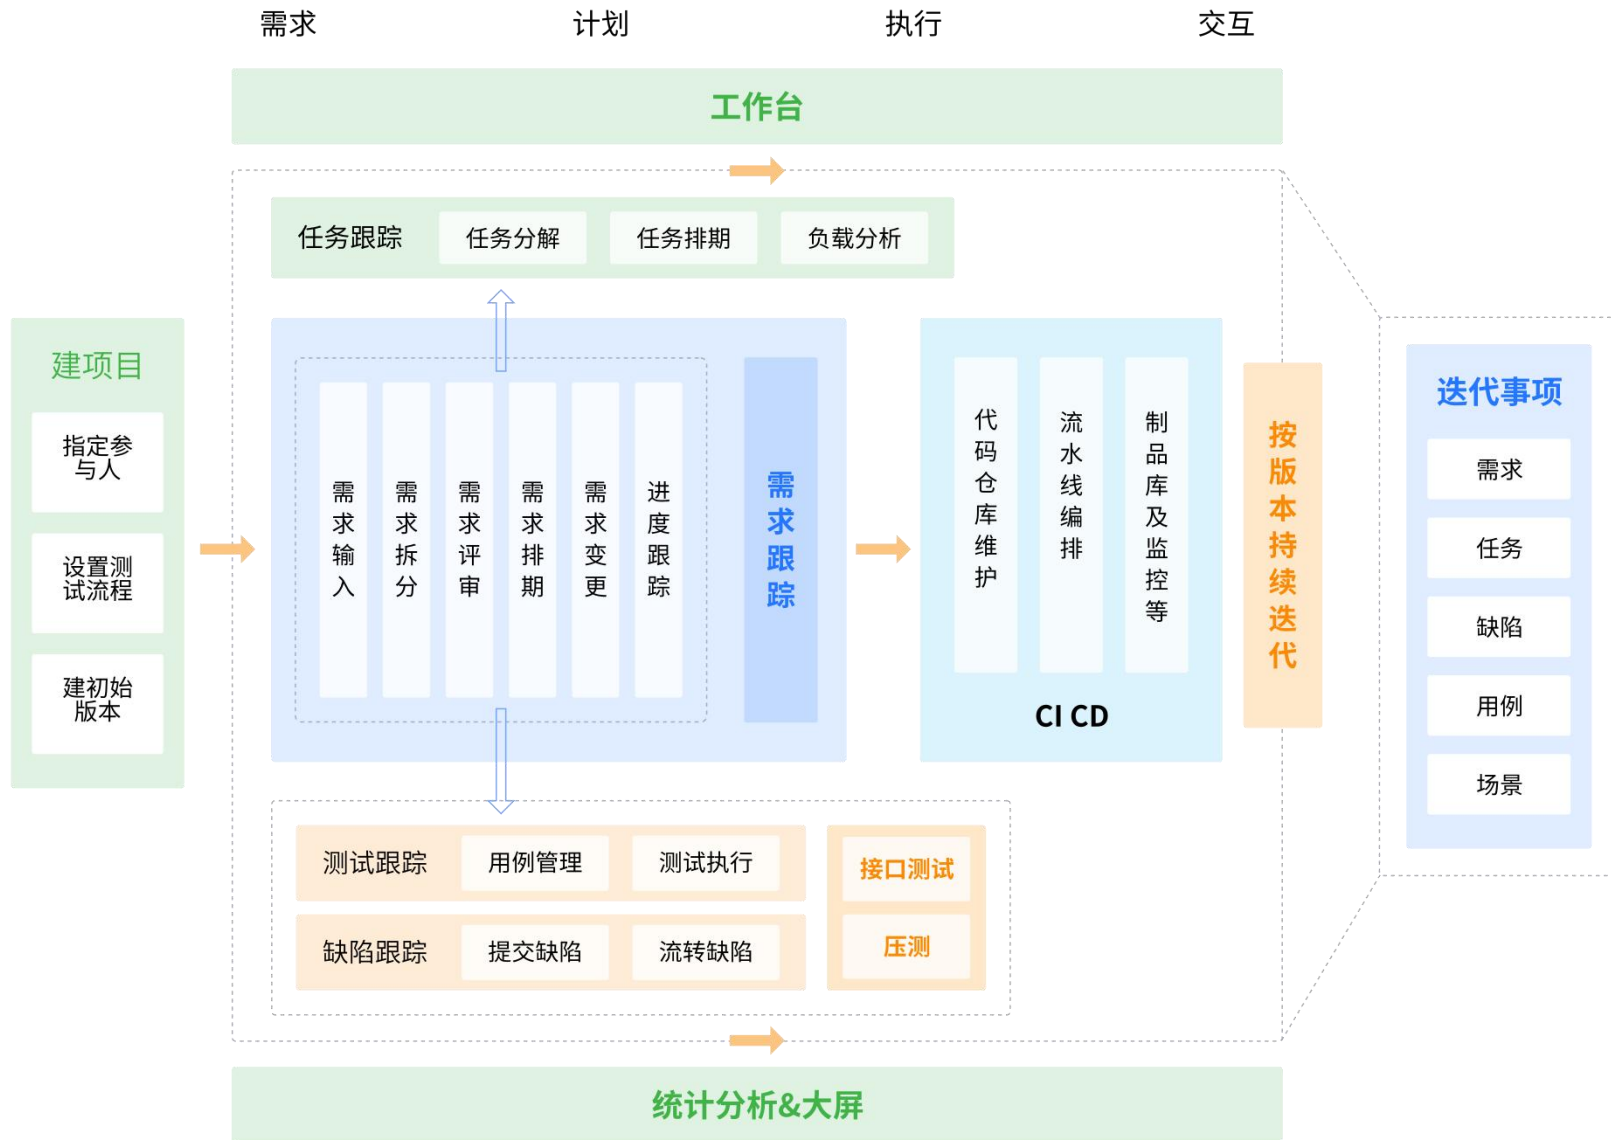 需求
计划
执行
交互
工作台
任务跟踪
任务分解
任务排期
负载分析
建项目
指定参
与人
设置测
试流程
建初始
版本
需求输入
需求拆分
需求评审
需求排期
需求变更
进度跟踪
需求跟踪
代码仓库维护
流水线编排
制品库及监控等
CI CD
按版本持续迭代
迭代事项
需求
任务
缺陷
用例
场景
测试跟踪
用例管理
测试执行
缺陷跟踪
提交缺陷
流转缺陷
接口测试
压测
统计分析&大屏